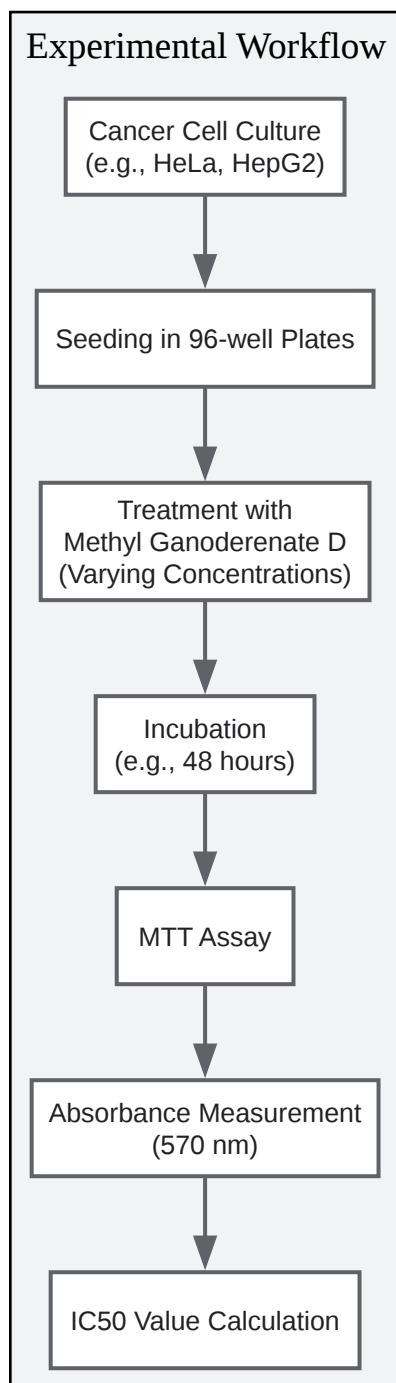 Experimental Workflow
Cancer Cell Culture
(e.g., HeLa, HepG2)
Seeding in 96-well Plates
Treatment with
Methyl Ganoderenate D
(Varying Concentrations)
Incubation
(e.g., 48 hours)
MTT Assay
Absorbance Measurement
(570 nm)
IC50 Value Calculation